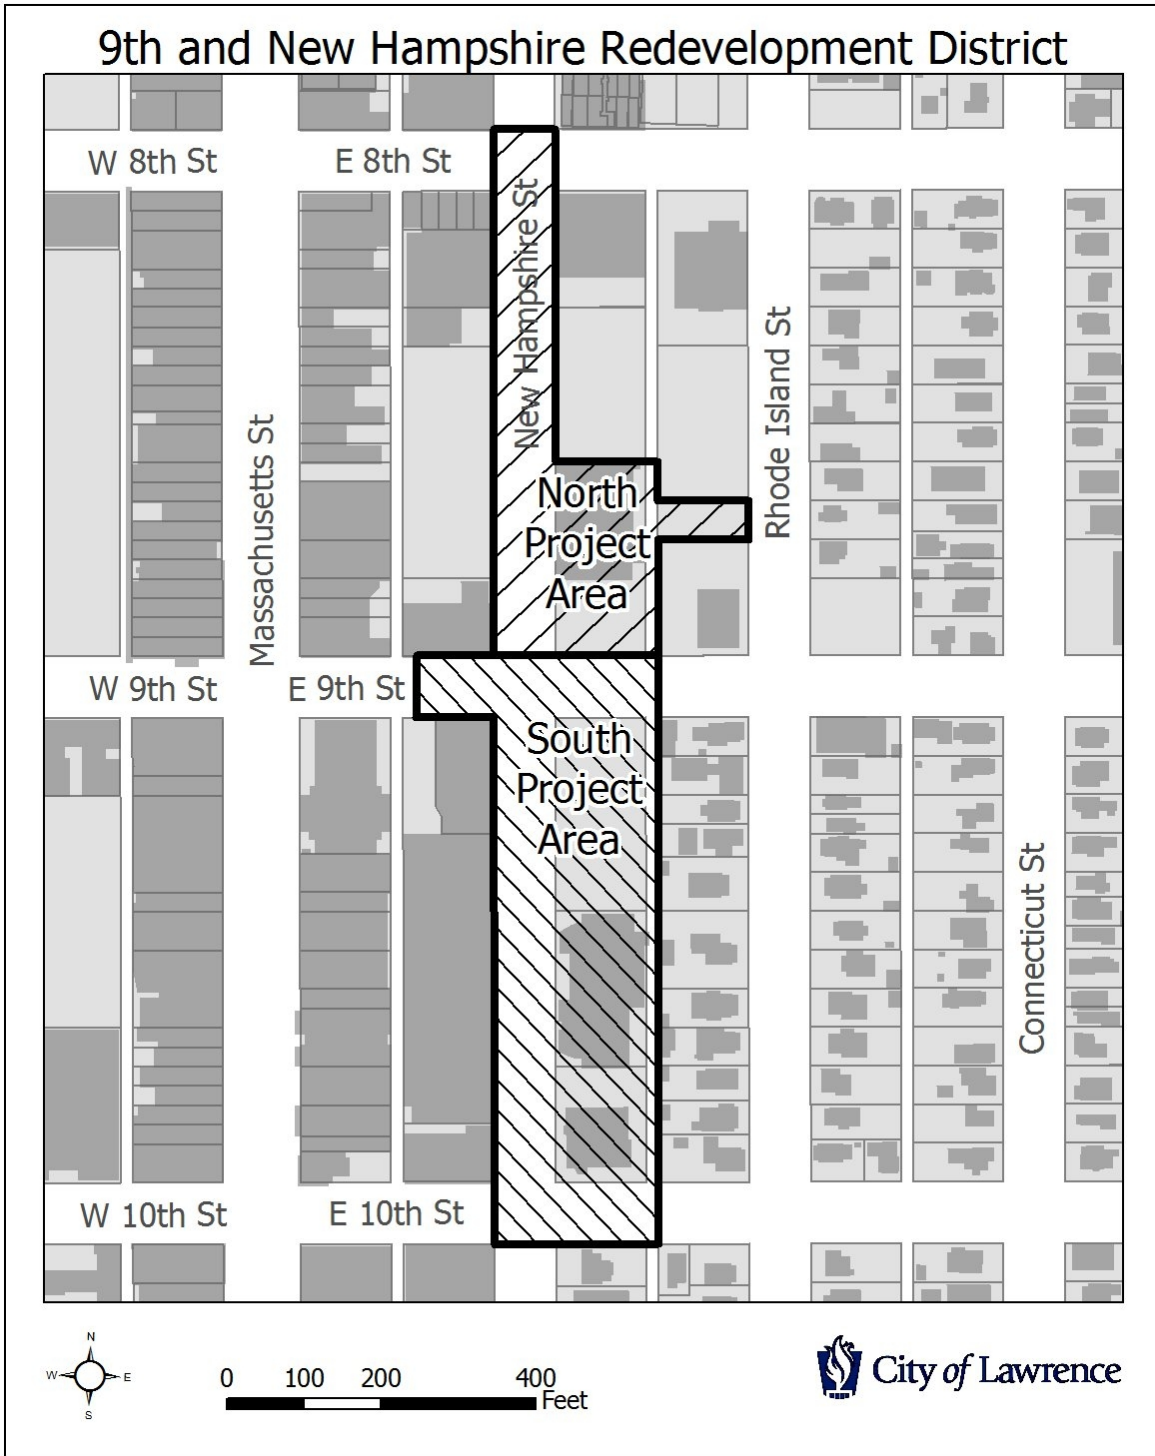 9th and New Hampshire Redevelopment District
W 8th St
E 8th St
New Hampshire St
Massachusetts St
Rhode Island St
North
Project
Area
W 9th St
E 9th St
South
Project
Area
Connecticut St
W 10th St
E 10th St
N
W
E
S
0 100 200 400
Feet
City of Lawrence